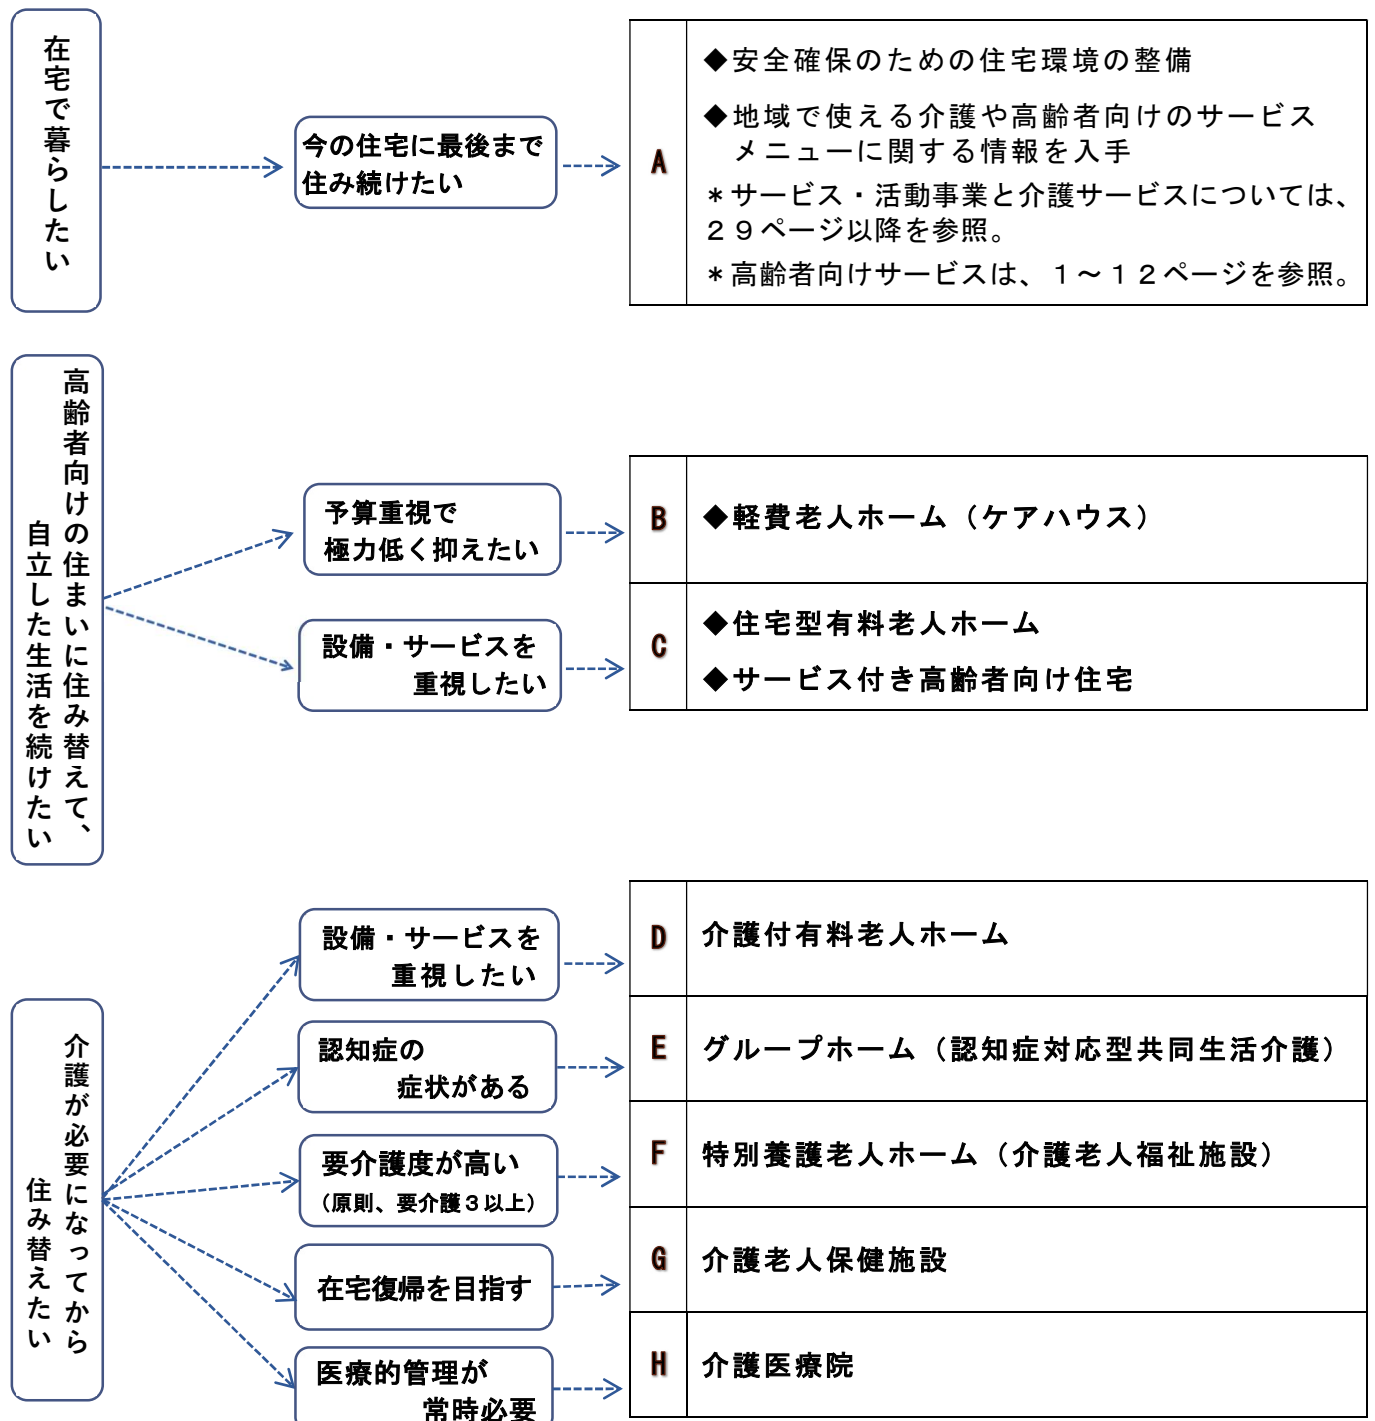 在宅で暮らしたい
今の住宅に最後まで
住み続けたい
A
◆安全確保のための住宅環境の整備
◆地域で使える介護や高齢者向けのサービス
メニューに関する情報を入手
＊サービス・活動事業と介護サービスについては、
２９ページ以降を参照。
＊高齢者向けサービスは、１～１２ページを参照。
高齢者向けの住まいに住み替えて、
自立した生活を続けたい
予算重視で
極力低く抑えたい
B
◆軽費老人ホーム（ケアハウス）
設備・サービスを
重視したい
C
◆住宅型有料老人ホーム
◆サービス付き高齢者向け住宅
介護が必要になってから
住み替えたい
設備・サービスを
重視したい
D
介護付有料老人ホーム
認知症の
症状がある
E
グループホーム（認知症対応型共同生活介護）
要介護度が高い
（原則、要介護３以上）
F
特別養護老人ホーム（介護老人福祉施設）
在宅復帰を目指す
G
介護老人保健施設
医療的管理が
常時必要
H
介護医療院